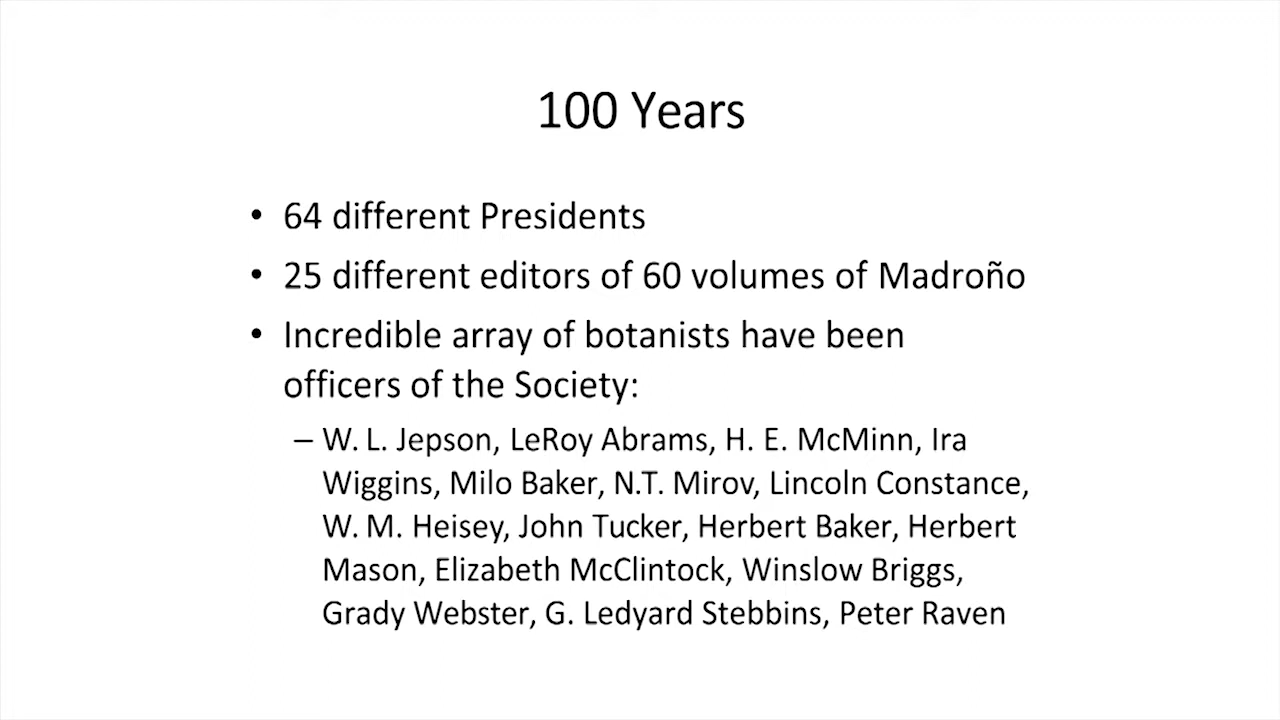 100 Years
• 64 different Presidents
• 25 different editors of 60 volumes of Madroño
• Incredible array of botanists have been
officers of the Society:
– W. L. Jepson, LeRoy Abrams, H. E. McMinn, Ira
Wiggins, Milo Baker, N.T. Mirov, Lincoln Constance,
W. M. Heisey, John Tucker, Herbert Baker, Herbert
Mason, Elizabeth McClintock, Winslow Briggs,
Grady Webster, G. Ledyard Stebbins, Peter Raven